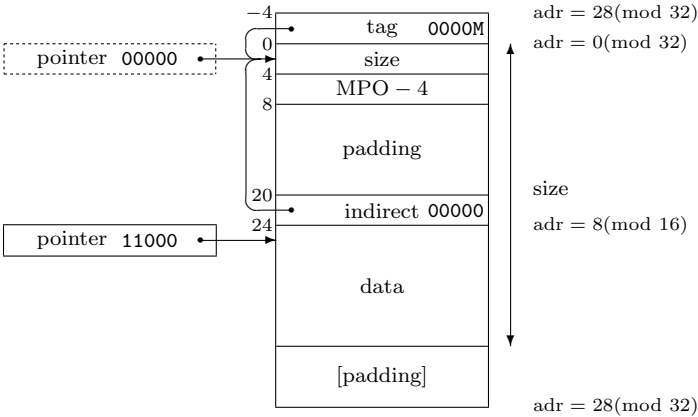 −4
adr = 28(mod 32)
tag 0000M
0
adr = 0(mod 32)
pointer 00000
size
4
MPO − 4
8
padding
size
20
indirect 00000
24
adr = 8(mod 16)
pointer 11000
data
[padding]
adr = 28(mod 32)